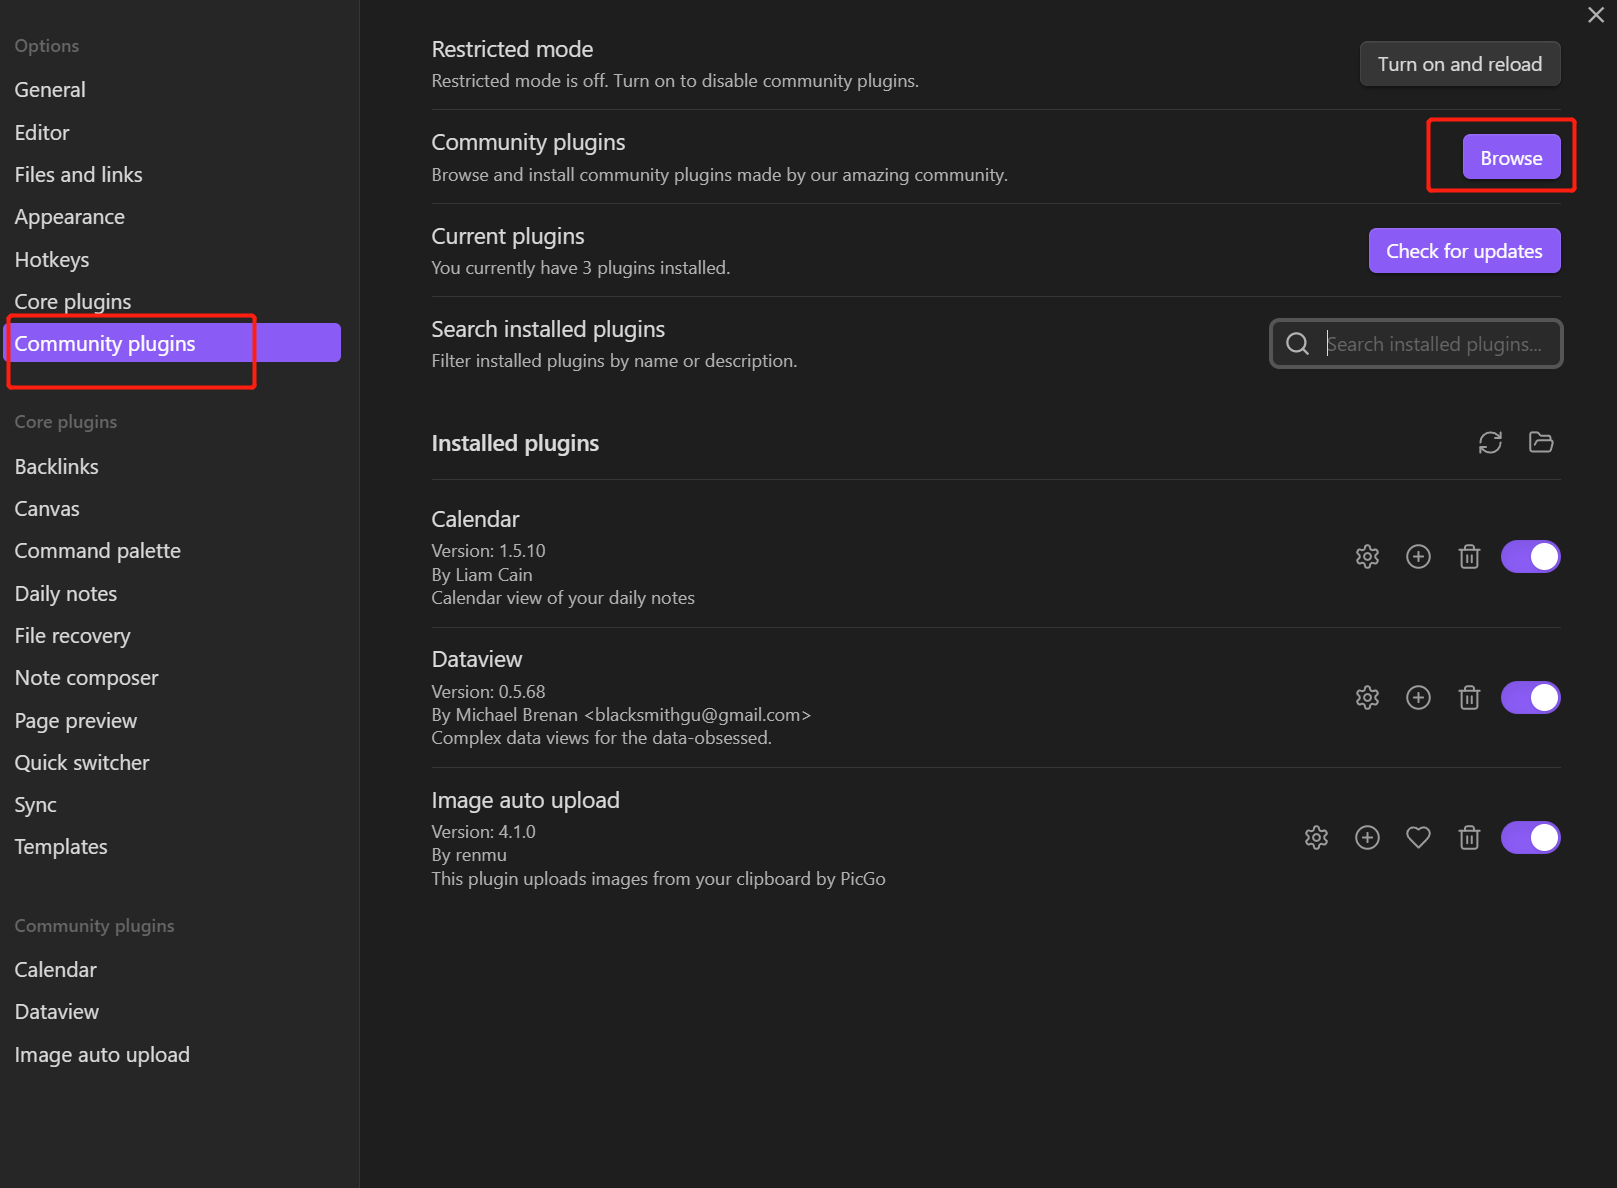 Options
General
Editor
Files and links
Appearance
Hotkeys
Core plugins
Community plugins
Core plugins
Backlinks
Canvas
Command palette
Daily notes
File recovery
Note composer
Page preview
Quick switcher
Sync
Templates
Community plugins
Calendar
Dataview
Image auto upload
Restricted mode
Restricted mode is off. Turn on to disable community plugins.
Turn on and reload
Community plugins
Browse and install community plugins made by our amazing community.
Browse
Current plugins
You currently have 3 plugins installed.
Check for updates
Search installed plugins
Filter installed plugins by name or description.
Search installed plugins...
Installed plugins
Calendar
Version: 1.5.10
By Liam Cain
Calendar view of your daily notes
Dataview
Version: 0.5.68
By Michael Brenan <blacksmithgu@gmail.com>
Complex data views for the data-obsessed.
Image auto upload
Version: 4.1.0
By renmu
This plugin uploads images from your clipboard by PicGo